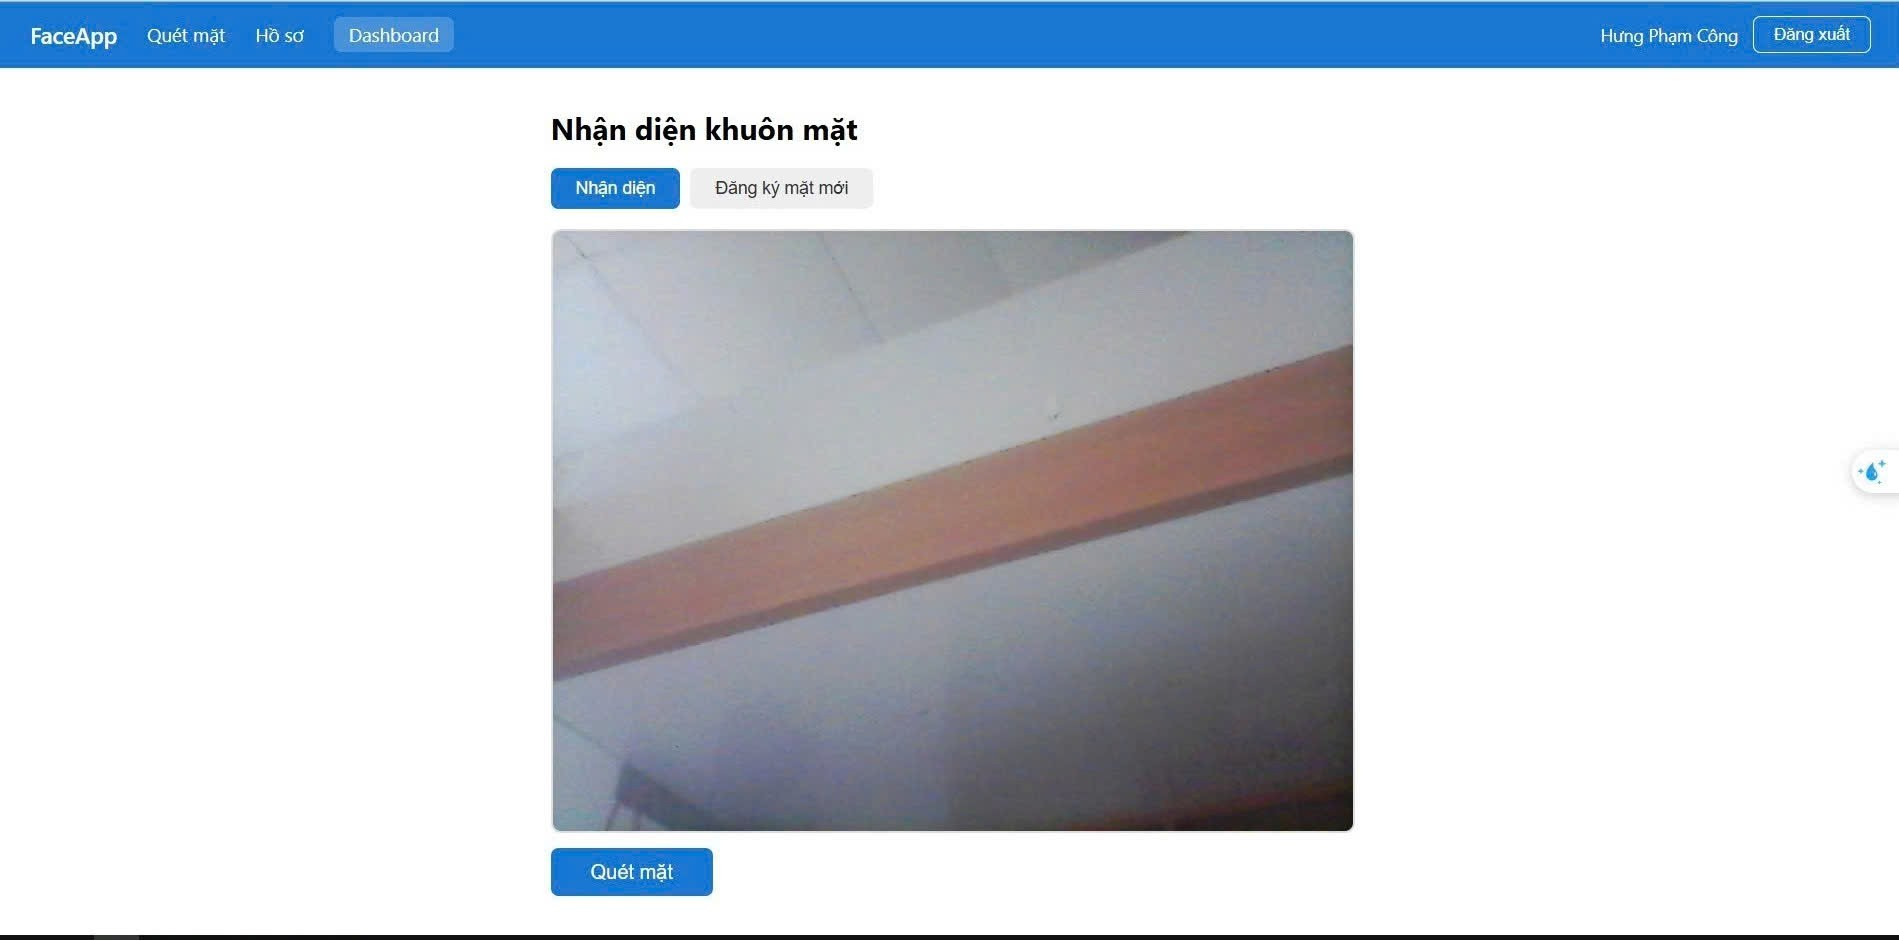 FaceApp Quét mặt Hồ sơ Dashboard Hưng Phạm Công Đăng xuất
Nhận diện khuôn mặt
Nhận diện Đăng ký mặt mới
Quét mặt